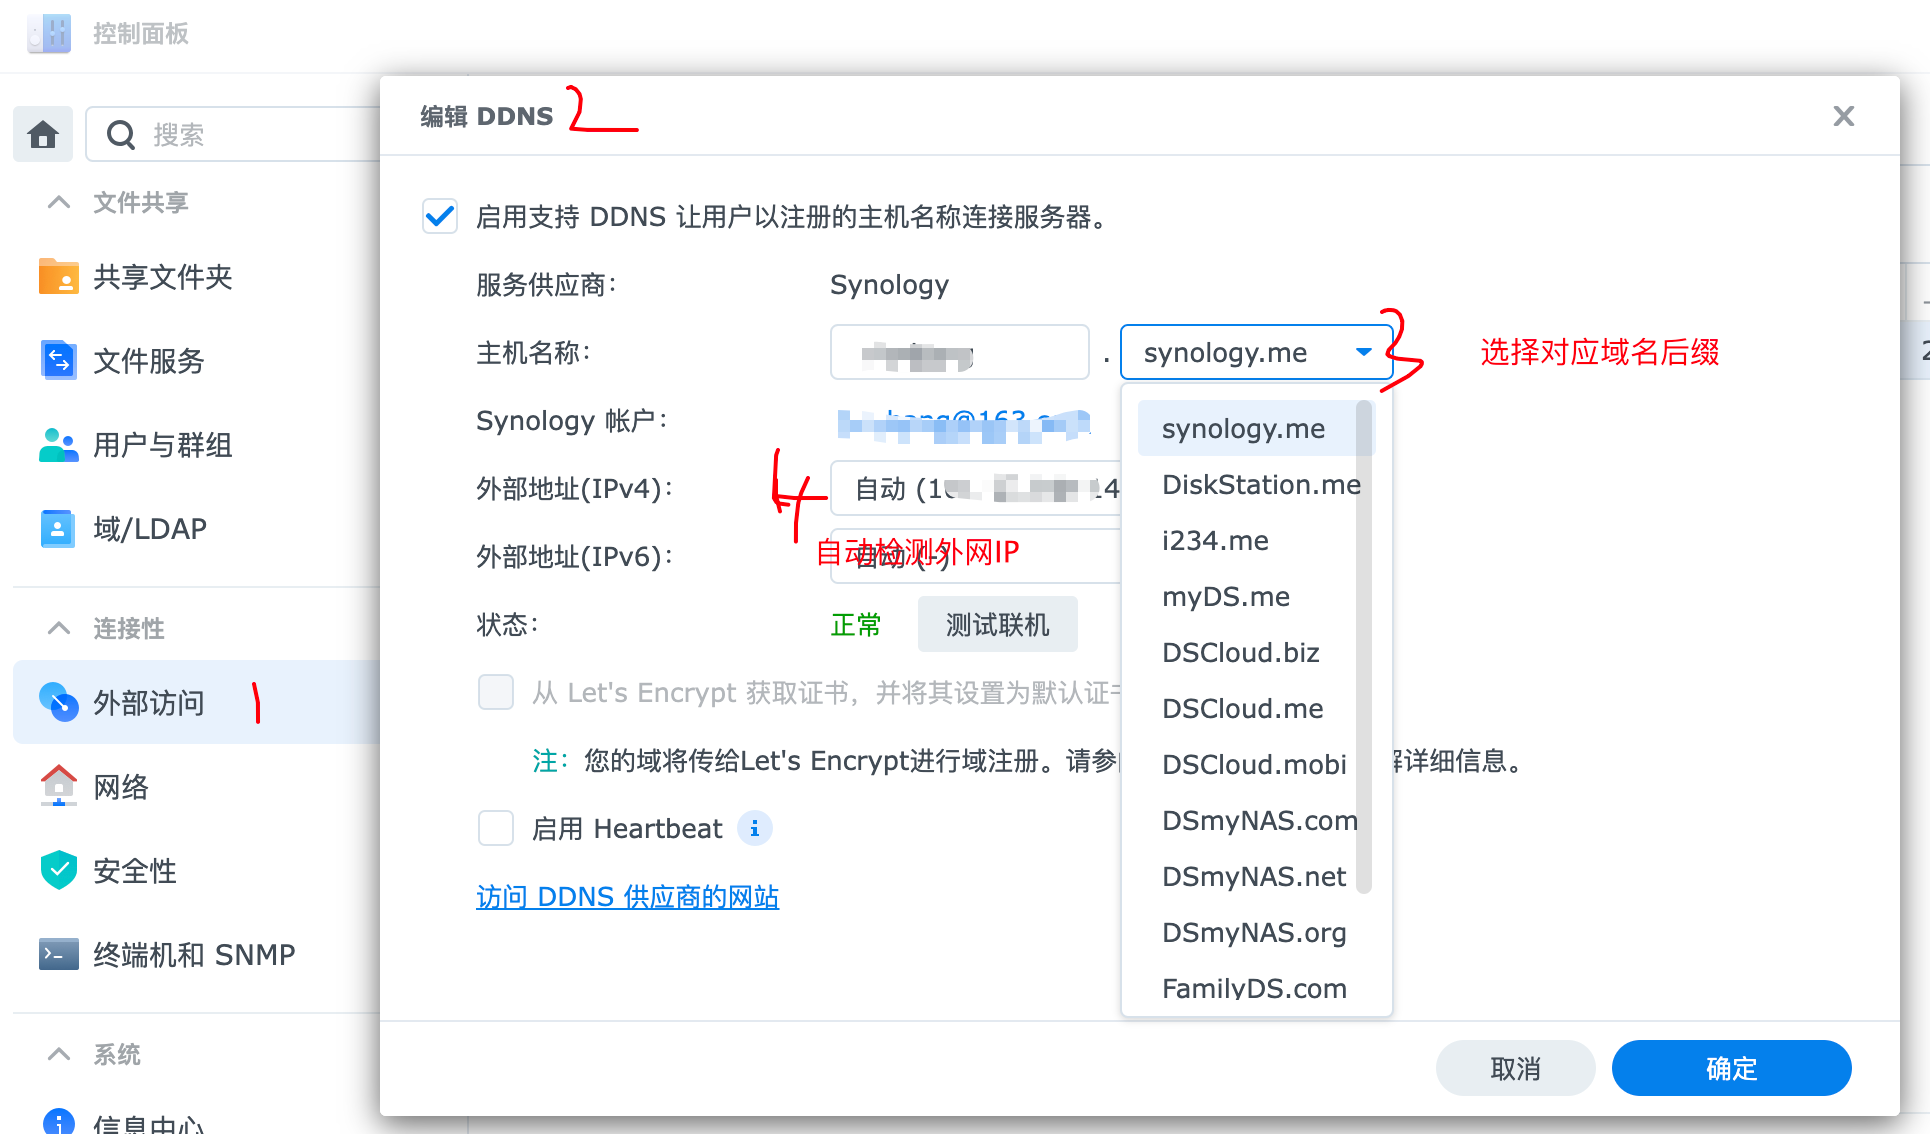 控制面板
搜索
文件共享
共享文件夹
文件服务
用户与群组
域/LDAP
连接性
外部访问 1
网络
安全性
终端机和 SNMP
系统
信息中心
编辑 DDNS 2
启用支持 DDNS 让用户以注册的主机名称连接服务器。
服务供应商: Synology
主机名称: . synology.me 3 选择对应域名后缀
Synology 帐户:
外部地址(IPv4): 4 自动
外部地址(IPv6): 自动 (-)
自动检测外网IP
状态: 正常 测试联机
从 Let's Encrypt 获取证书，并将其设置为默认证
注: 您的域将传给Let's Encrypt进行域注册。请参 详细信息。
启用 Heartbeat
访问 DDNS 供应商的网站
synology.me
DiskStation.me
i234.me
myDS.me
DSCloud.biz
DSCloud.me
DSCloud.mobi
DSmyNAS.com
DSmyNAS.net
DSmyNAS.org
FamilyDS.com
取消 确定